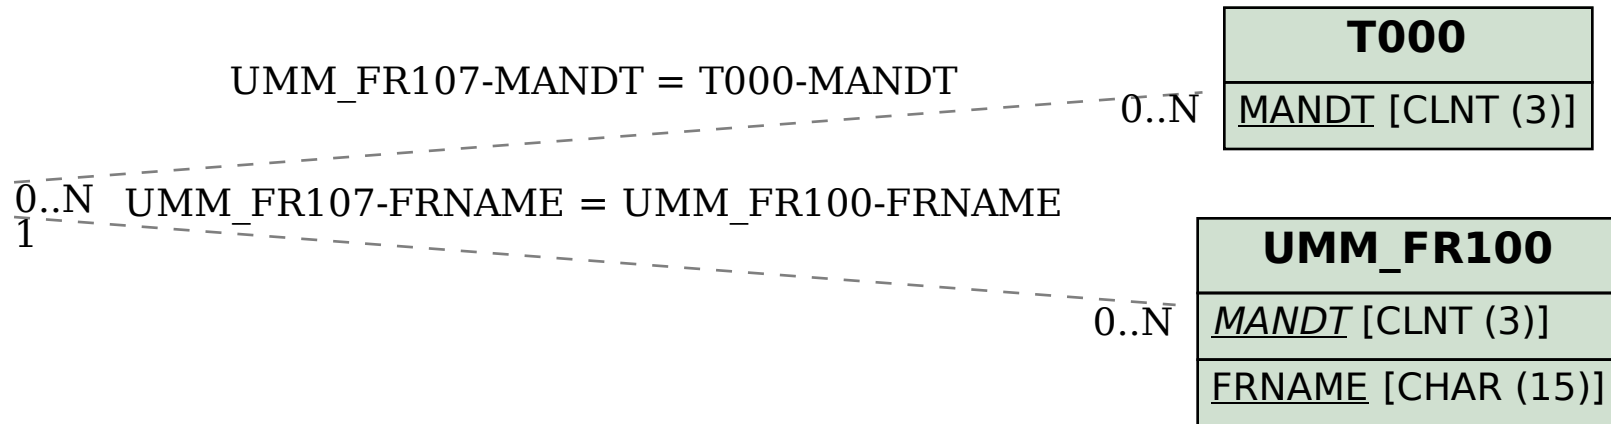 T000
UMM_FR107-MANDT = T000-MANDT
0..N
MANDT [CLNT (3)]
0..N
UMM_FR107-FRNAME = UMM_FR100-FRNAME
1
UMM_FR100
0..N
MANDT [CLNT (3)]
FRNAME [CHAR (15)]